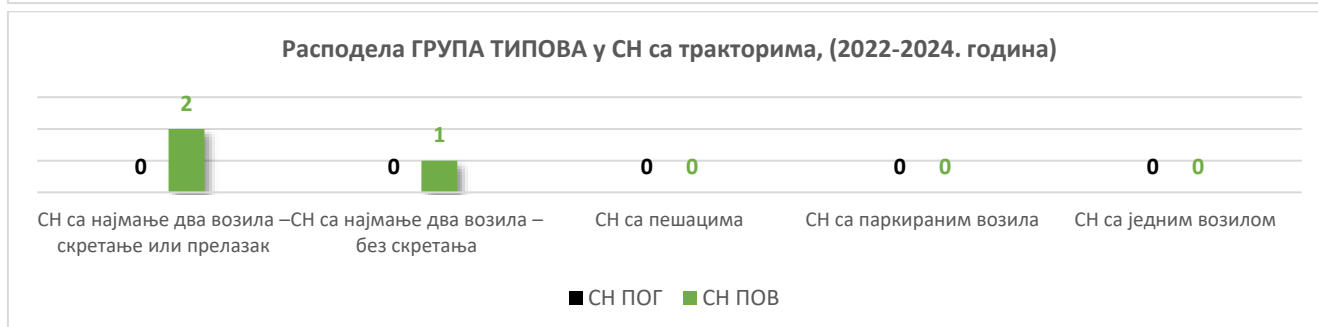 Расподела ГРУПА ТИПОВА у СН са тракторима, (2022-2024. година)
2
1
0
0
0 0
0 0
0 0
СН са најмање два возила –
скретање или прелазак
СН са најмање два возила –
без скретања
СН са пешацима
СН са паркираним возила
СН са једним возилом
СН ПОГ СН ПОВ